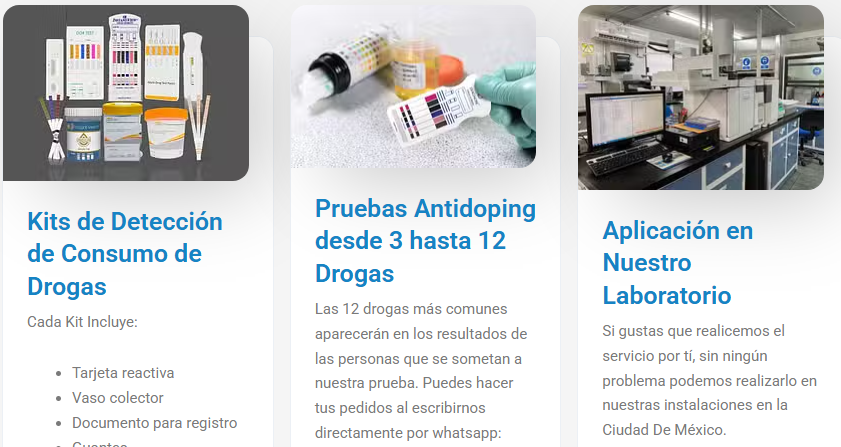 Kits de Detección
de Consumo de
Drogas
Cada Kit Incluye:
Tarjeta reactiva
Vaso colector
Documento para registro
Guantes
Pruebas Antidoping
desde 3 hasta 12
Drogas
Las 12 drogas más comunes
aparecerán en los resultados de
las personas que se sometan a
nuestra prueba. Puedes hacer
tus pedidos al escribirnos
directamente por whatsapp:
Aplicación en
Nuestro
Laboratorio
Si gustas que realicemos el
servicio por tí, sin ningún
problema podemos realizarlo en
nuestras instalaciones en la
Ciudad De México.